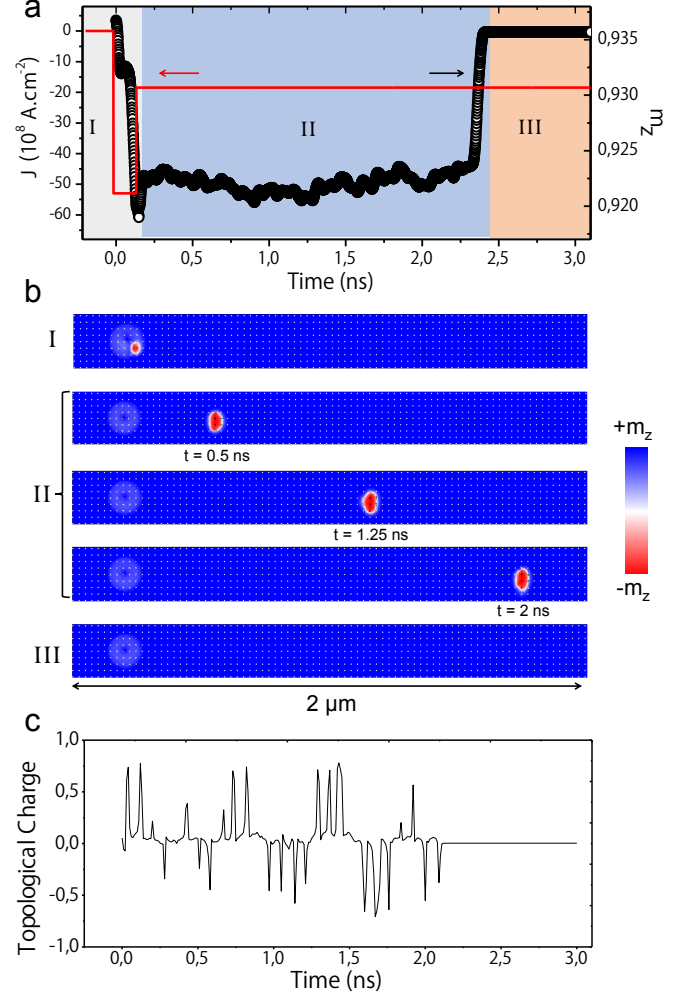 a
J (10⁸ A.cm⁻²)
0
-10
-20
-30
-40
-50
-60
I
II
III
0,935
0,930
0,925
0,920
m_z
0,0 0,5 1,0 1,5 2,0 2,5 3,0
Time (ns)
b
I
II
t = 0.5 ns
t = 1.25 ns
t = 2 ns
III
2 µm
+m_z
-m_z
c
Topological Charge
1,0
0,5
0,0
-0,5
-1,0
0,0 0,5 1,0 1,5 2,0 2,5 3,0
Time (ns)